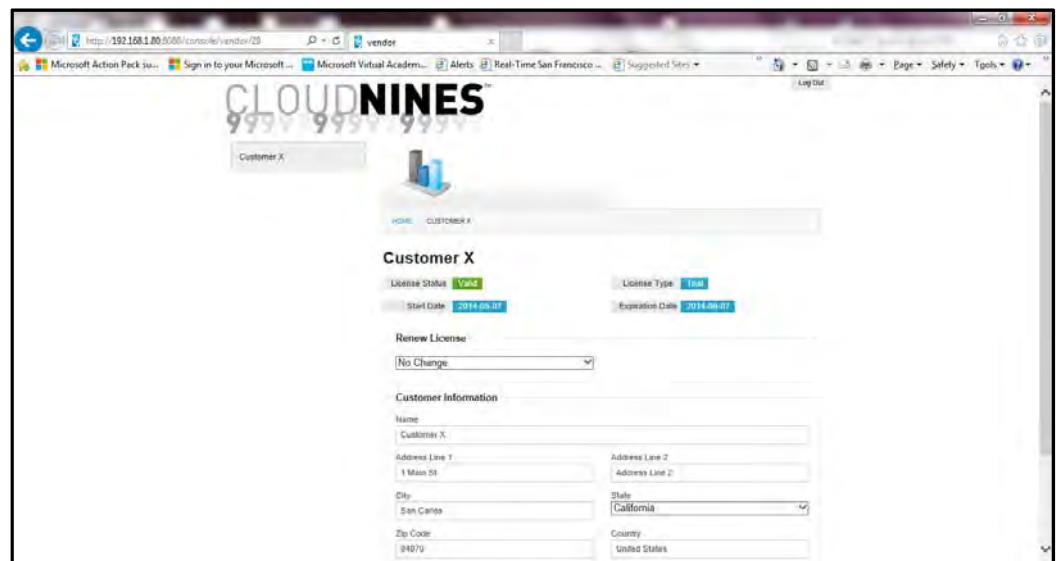 http://192.168.1.80:8080/console/vendor/20
vendor
Microsoft Action Pack su... Sign in to your Microsoft ... Microsoft Virtual Academ... Alerts Real-Time San Francisco ... Suggested Sites
Page Safety Tools
Log Out
CLOUDNINES
Customer X
HOME CUSTOMER X
Customer X
License Status Valid License Type Trial
Start Date 2014-05-07 Expiration Date 2014-06-07
Renew License
No Change
Customer Information
Name
Customer X
Address Line 1 Address Line 2
1 Main St Address Line 2
City State
San Carlos California
Zip Code Country
94070 United States